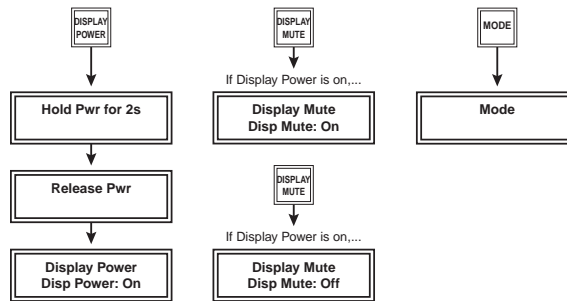 DISPLAY
POWER
Hold Pwr for 2s
Release Pwr
Display Power
Disp Power: On
DISPLAY
MUTE
If Display Power is on,...
Display Mute
Disp Mute: On
DISPLAY
MUTE
If Display Power is on,...
Display Mute
Disp Mute: Off
MODE
Mode